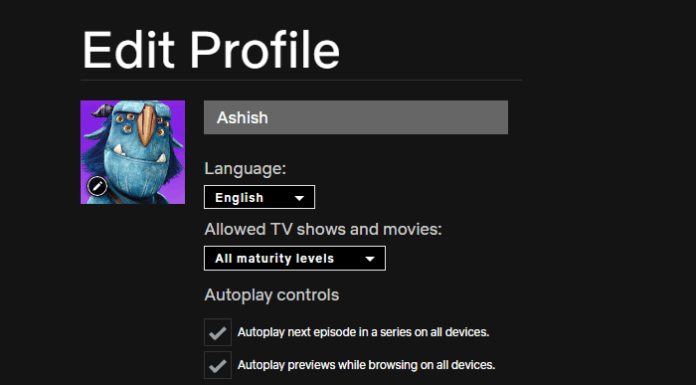 Edit Profile
Ashish
Language:
English
Allowed TV shows and movies:
All maturity levels
Autoplay controls
Autoplay next episode in a series on all devices.
Autoplay previews while browsing on all devices.